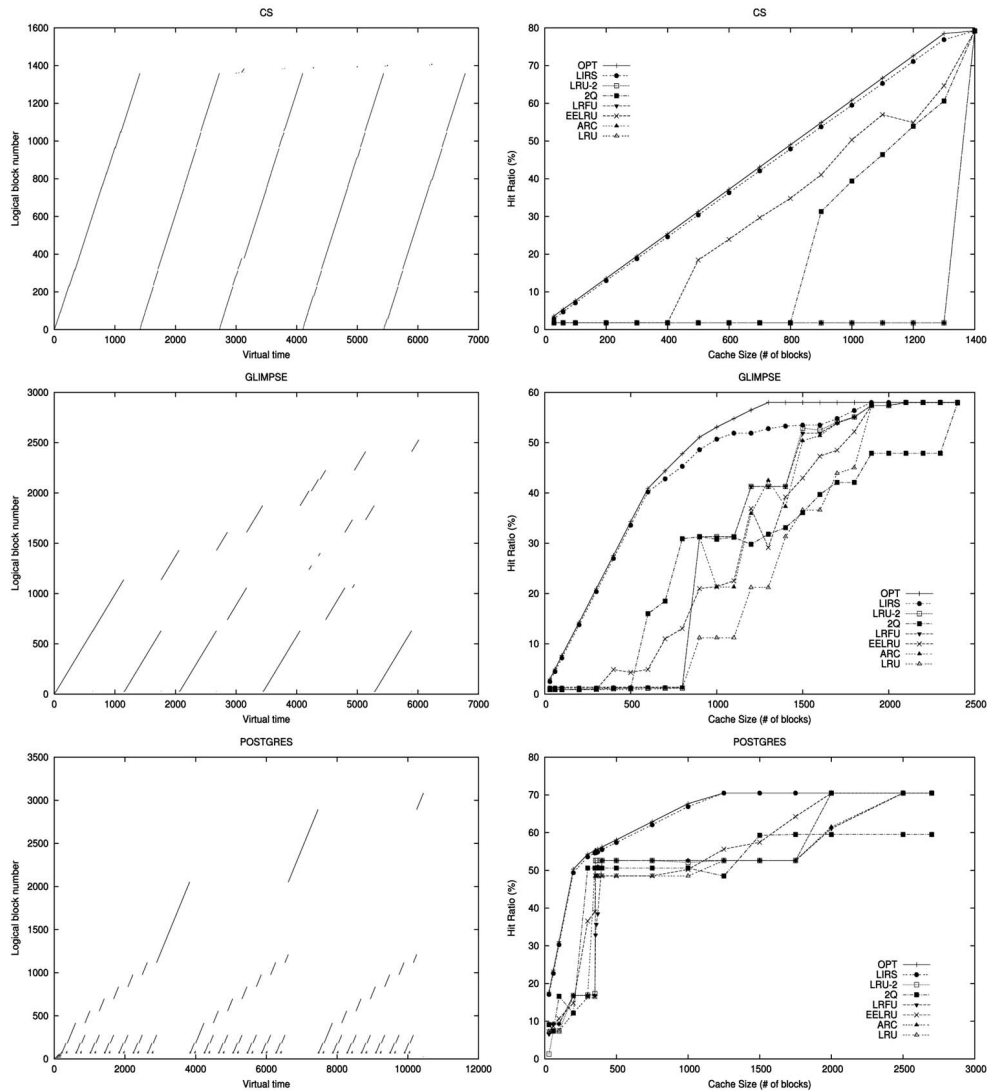 CS
1600
1400
1200
1000
800
600
400
200
0
Logical block number
0 1000 2000 3000 4000 5000 6000 7000
Virtual time
CS
80
70
60
50
40
30
20
10
0
Hit Ratio (%)
OPT
LIRS
LRU-2
2Q
LRFU
EELRU
ARC
LRU
0 200 400 600 800 1000 1200 1400
Cache Size (# of blocks)
GLIMPSE
3000
2500
2000
1500
1000
500
0
Logical block number
0 1000 2000 3000 4000 5000 6000 7000
Virtual time
GLIMPSE
60
50
40
30
20
10
0
Hit Ratio (%)
OPT
LIRS
LRU-2
2Q
LRFU
EELRU
ARC
LRU
0 500 1000 1500 2000 2500
Cache Size (# of blocks)
POSTGRES
3500
3000
2500
2000
1500
1000
500
0
Logical block number
0 2000 4000 6000 8000 10000 12000
Virtual time
POSTGRES
80
70
60
50
40
30
20
10
0
Hit Ratio (%)
OPT
LIRS
LRU-2
2Q
LRFU
EELRU
ARC
LRU
0 500 1000 1500 2000 2500 3000
Cache Size (# of blocks)